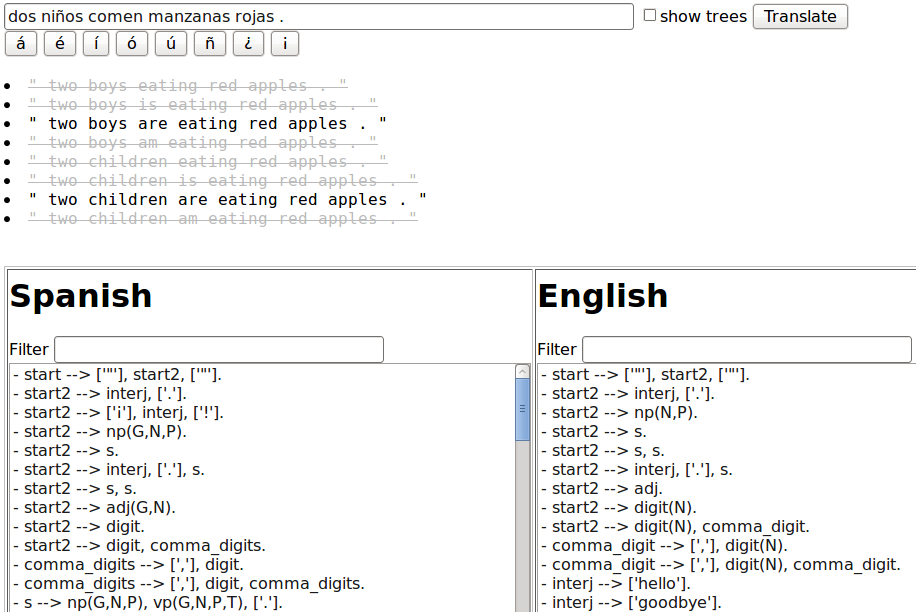 dos niños comen manzanas rojas . show trees Translate
á é í ó ú ñ ¿ ¡
" two boys eating red apples . "
" two boys is eating red apples . "
" two boys are eating red apples . "
" two boys am eating red apples . "
" two children eating red apples . "
" two children is eating red apples . "
" two children are eating red apples . "
" two children am eating red apples . "
Spanish
Filter
- start --> ['"'], start2, ['"'].
- start2 --> interj, ['.'].
- start2 --> ['¡'], interj, ['!'].
- start2 --> np(G,N,P).
- start2 --> s.
- start2 --> interj, ['.'], s.
- start2 --> s, s.
- start2 --> adj(G,N).
- start2 --> digit.
- start2 --> digit, comma_digits.
- comma_digits --> [','], digit.
- comma_digits --> [','], digit, comma_digits.
- s --> np(G,N,P), vp(G,N,P,T), ['.'].
English
Filter
- start --> ['"'], start2, ['"'].
- start2 --> interj, ['.'].
- start2 --> np(N,P).
- start2 --> s.
- start2 --> s, s.
- start2 --> interj, ['.'], s.
- start2 --> adj.
- start2 --> digit(N).
- start2 --> digit(N), comma_digit.
- comma_digit --> [','], digit(N).
- comma_digit --> [','], digit(N), comma_digit.
- interj --> ['hello'].
- interj --> ['goodbye'].